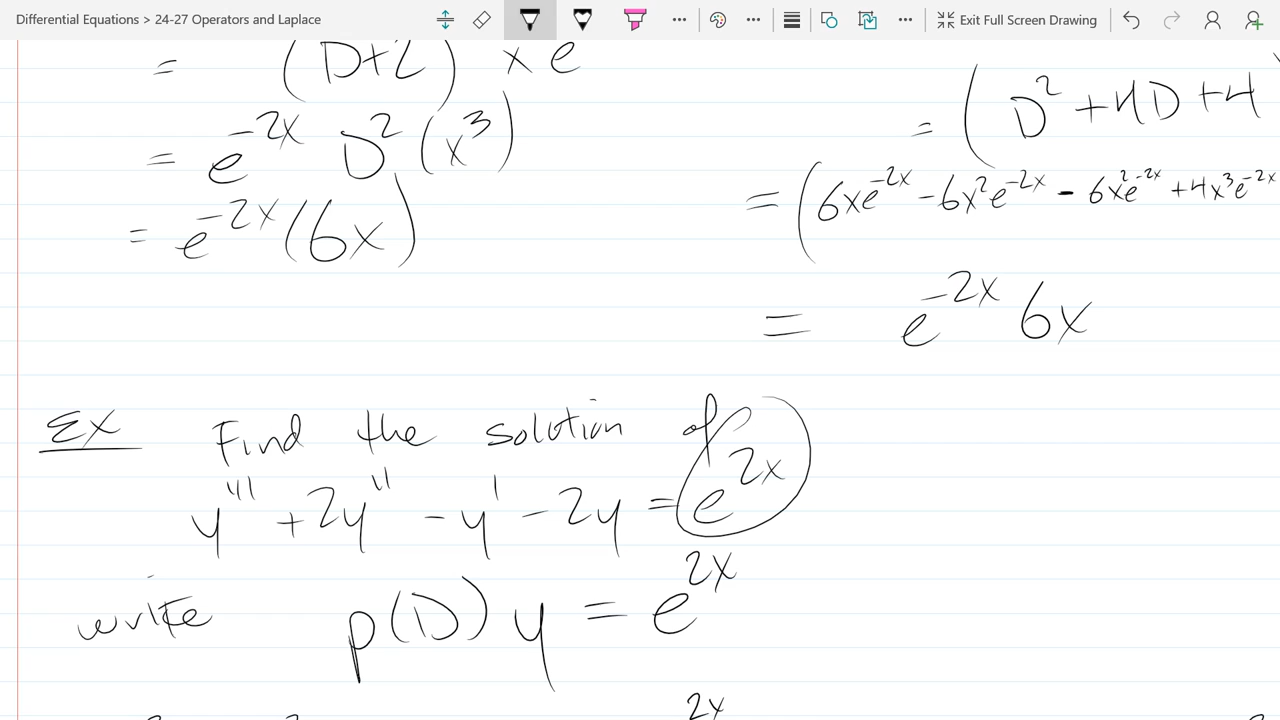 Differential Equations > 24-27 Operators and Laplace
Exit Full Screen Drawing
= (D+2) x e
= e^{-2x} D^2 (x^3)
= e^{-2x} (6x)
= (D^2 + 4D + 4
= (6xe^{-2x} - 6x^2e^{-2x} - 6x^2e^{-2x} + 4x^3e^{-2x}
= e^{-2x} 6x
Ex Find the solution of
y''' + 2y'' - y' - 2y = e^{2x}
write p(D) y = e^{2x}
2x